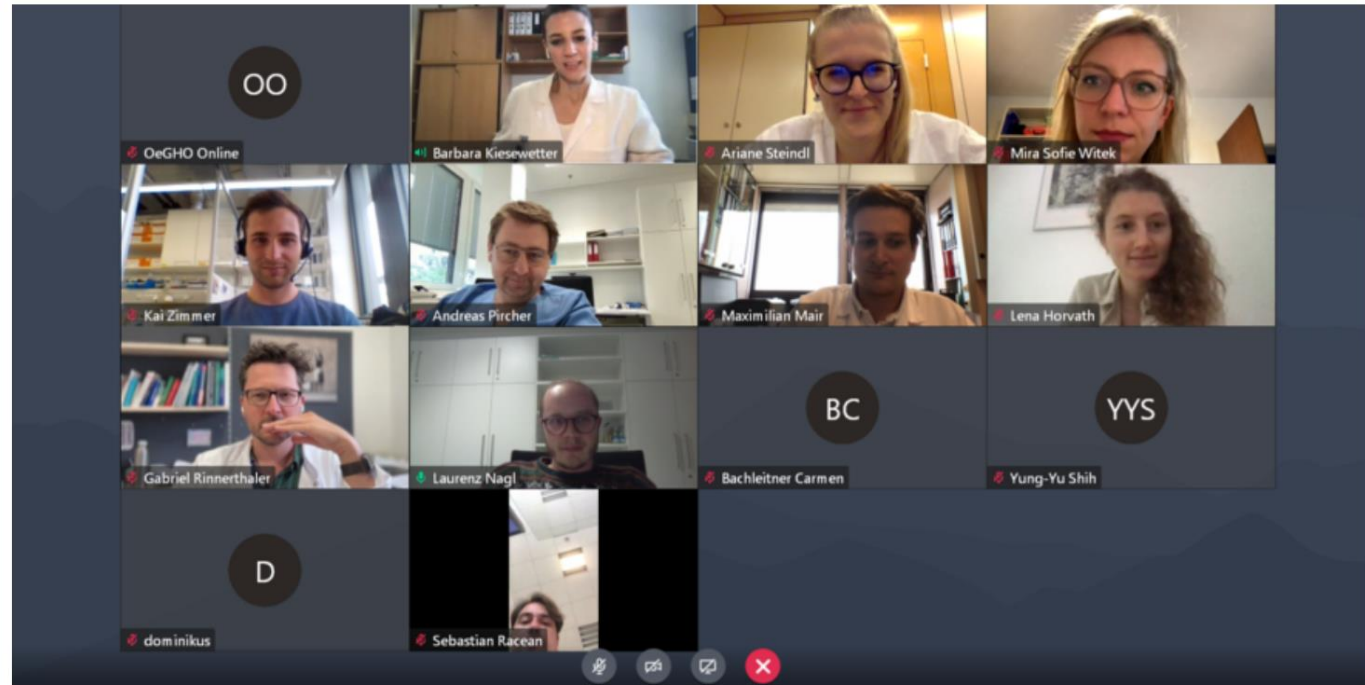 OO
OeGHO Online
Barbara Kiesewetter
Ariane Steindl
Mira Sofie Witek
Kai Zimmer
Andreas Pircher
Maximilian Mair
Lena Horvath
Gabriel Rinnerthaler
Laurenz Nagl
BC
Bachleitner Carmen
YYS
Yung-Yu Shih
D
dominikus
Sebastian Racean